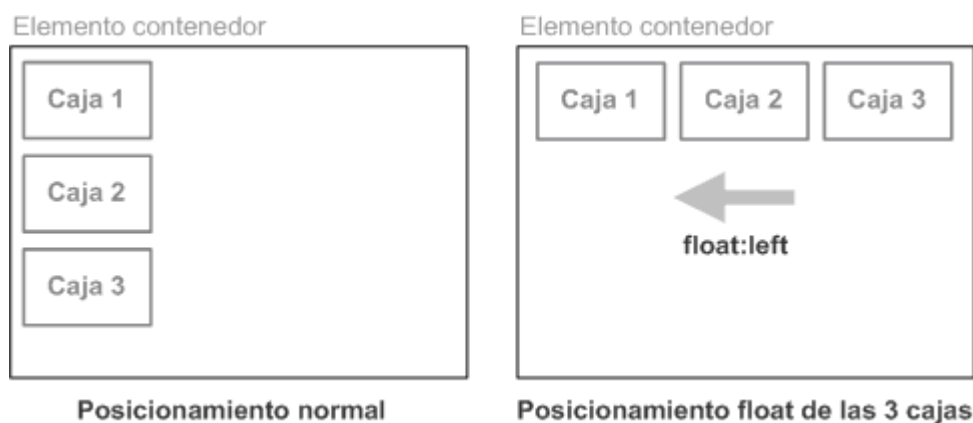 Elemento contenedor
Caja 1
Caja 2
Caja 3
Posicionamiento normal
Elemento contenedor
Caja 1 Caja 2 Caja 3
float:left
Posicionamiento float de las 3 cajas